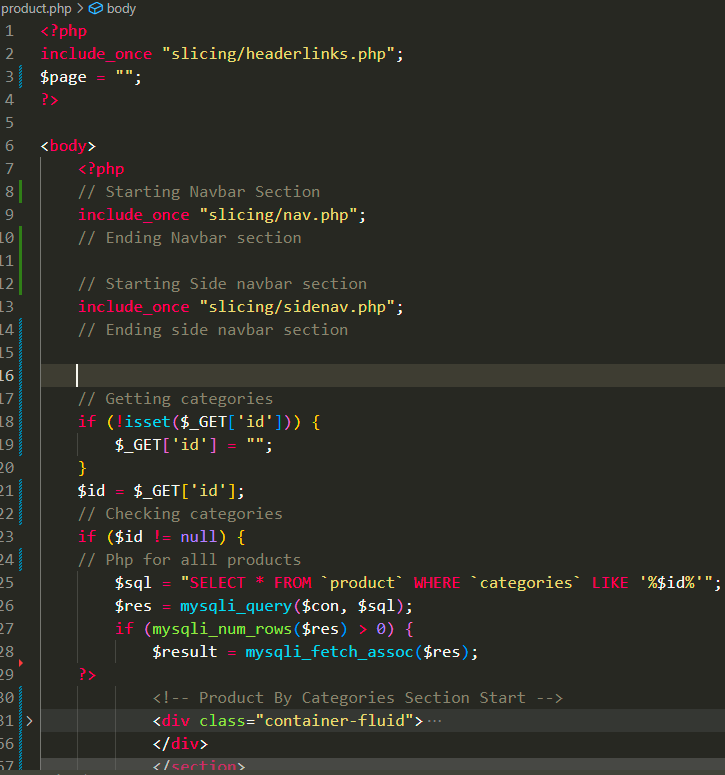 product.php > body
1 <?php
2 include_once "slicing/headerlinks.php";
3 $page = "";
4 ?>
5
6 <body>
7 <?php
8 // Starting Navbar Section
9 include_once "slicing/nav.php";
10 // Ending Navbar section
11
12 // Starting Side navbar section
13 include_once "slicing/sidenav.php";
14 // Ending side navbar section
15
16
17 // Getting categories
18 if (!isset($_GET['id'])) {
19 $_GET['id'] = "";
20 }
21 $id = $_GET['id'];
22 // Checking categories
23 if ($id != null) {
24 // Php for alll products
25 $sql = "SELECT * FROM `product` WHERE `categories` LIKE '%$id%'";
26 $res = mysqli_query($con, $sql);
27 if (mysqli_num_rows($res) > 0) {
28 $result = mysqli_fetch_assoc($res);
29 ?>
30 <!-- Product By Categories Section Start -->
31 > <div class="container-fluid">···
56 </div>
57 </section>